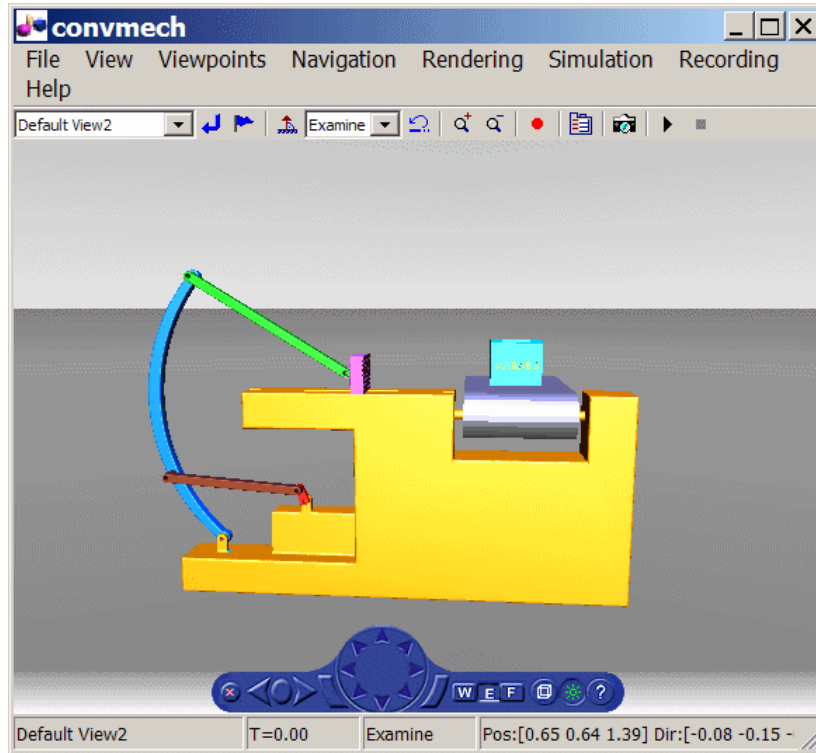 convmech
File View Viewpoints Navigation Rendering Simulation Recording
Help
Default View2 Examine
W E F ?
Default View2 T=0.00 Examine Pos:[0.65 0.64 1.39] Dir:[-0.08 -0.15 -